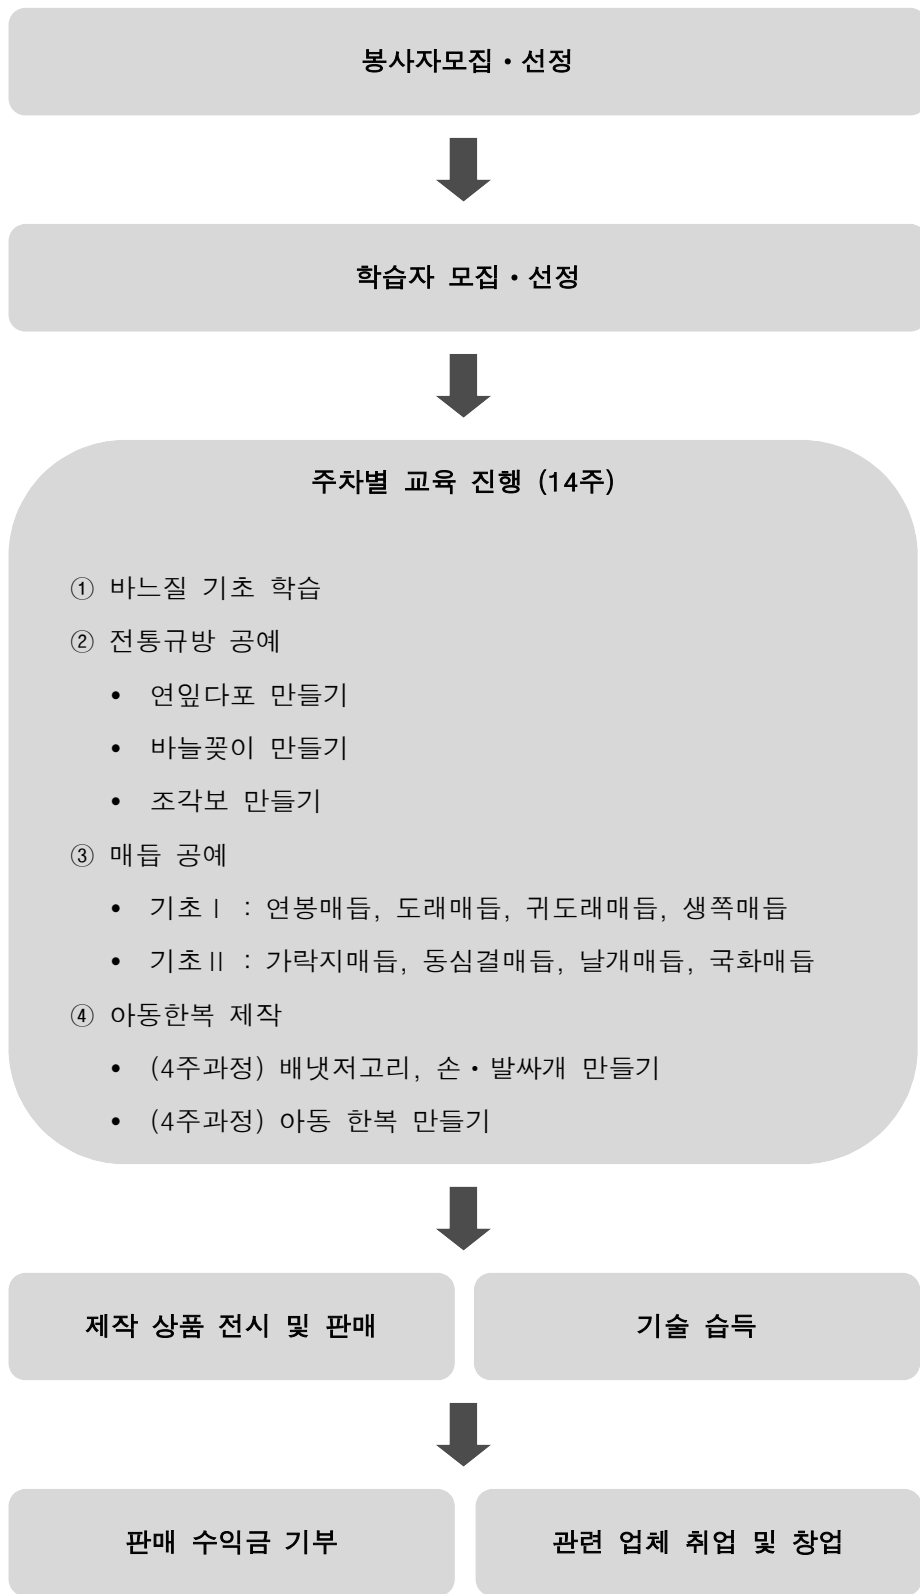 봉사자모집・선정
학습자 모집・선정
주차별 교육 진행 (14주)
① 바느질 기초 학습
② 전통규방 공예
• 연잎다포 만들기
• 바늘꽂이 만들기
• 조각보 만들기
③ 매듭 공예
• 기초Ⅰ : 연봉매듭, 도래매듭, 귀도래매듭, 생쪽매듭
• 기초Ⅱ : 가락지매듭, 동심결매듭, 날개매듭, 국화매듭
④ 아동한복 제작
• (4주과정) 배냇저고리, 손・발싸개 만들기
• (4주과정) 아동 한복 만들기
제작 상품 전시 및 판매 기술 습득
판매 수익금 기부 관련 업체 취업 및 창업